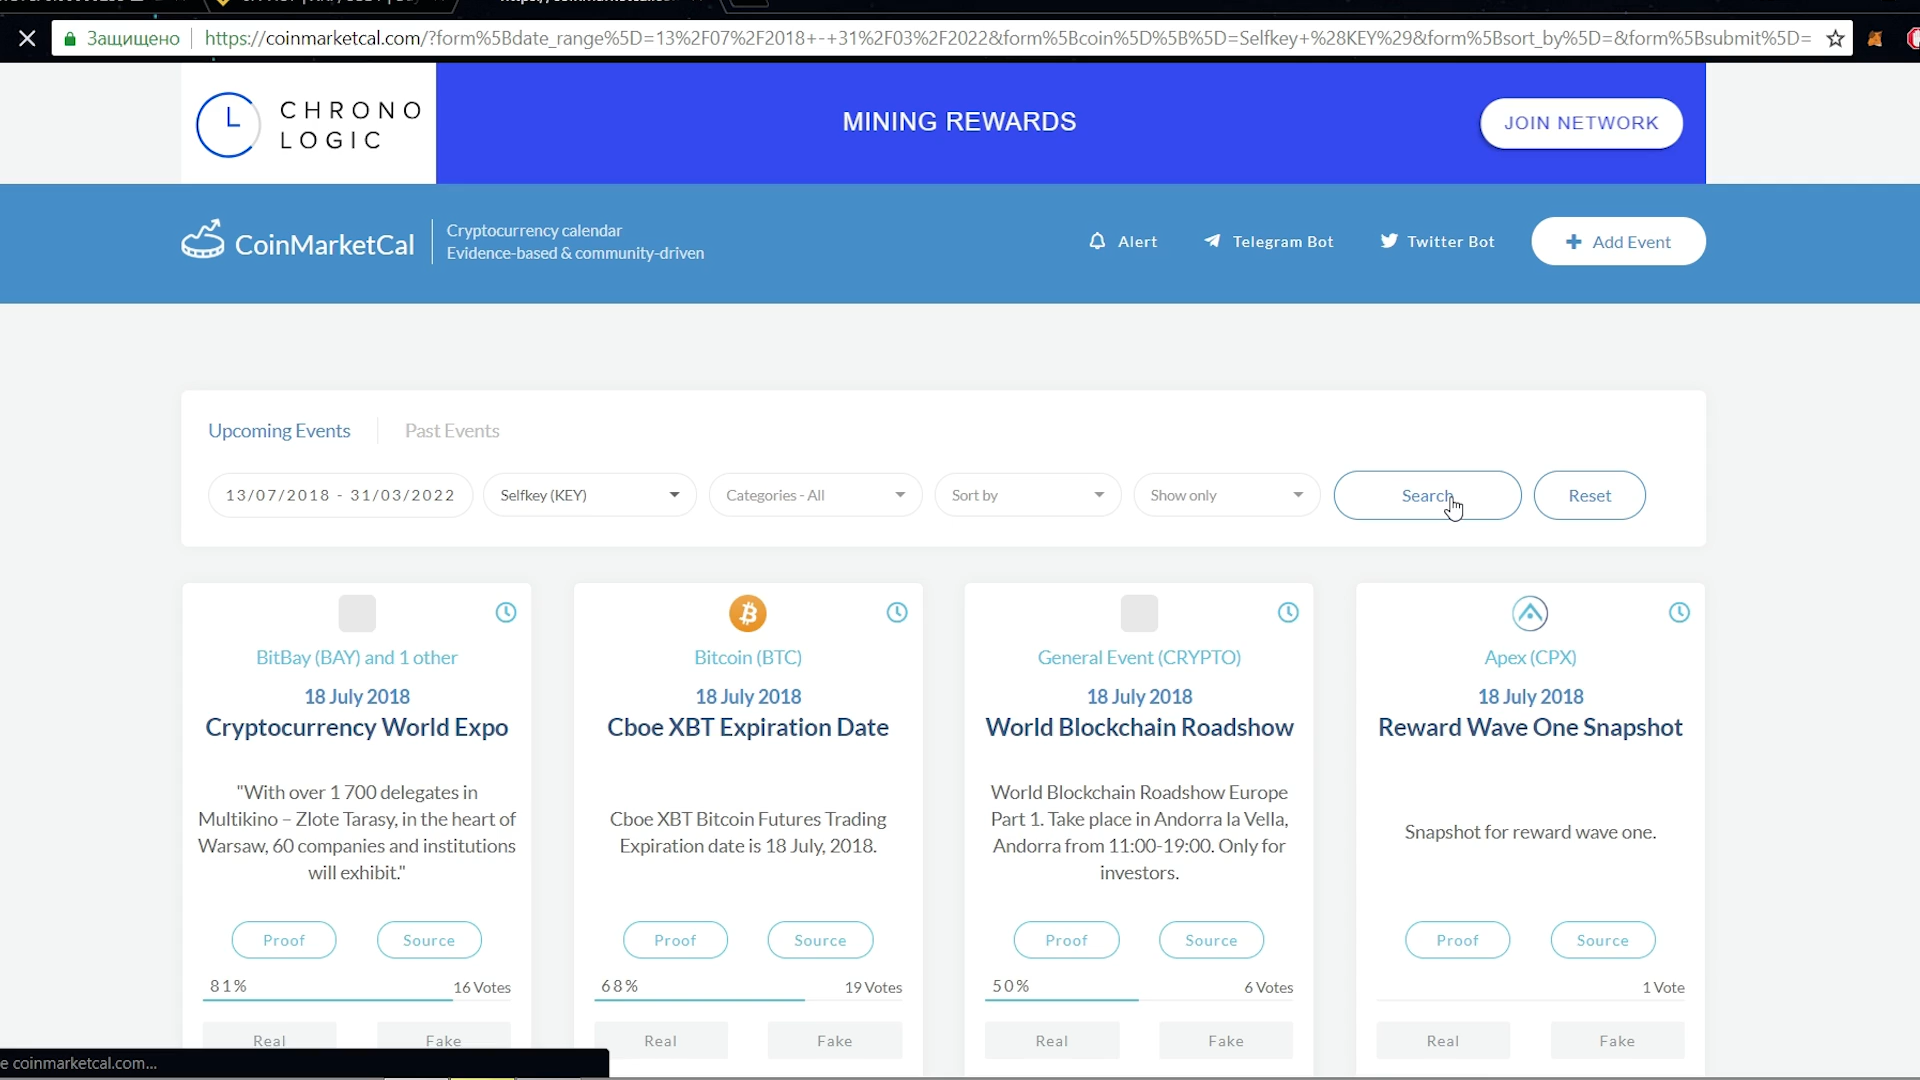 Защищено
https://coinmarketcal.com/?form%5Bdate_range%5D=13%2F07%2F2018+-+31%2F03%2F2022&form%5Bcoin%5D%5B%5D=Selfkey+%28KEY%29&form%5Bsort_by%5D=&form%5Bsubmit%5D=
CHRONO
LOGIC
MINING REWARDS
JOIN NETWORK
CoinMarketCal
Cryptocurrency calendar
Evidence-based & community-driven
Alert
Telegram Bot
Twitter Bot
Add Event
Upcoming Events
Past Events
13/07/2018 - 31/03/2022
Selfkey (KEY)
Categories - All
Sort by
Show only
Search
Reset
BitBay (BAY) and 1 other
18 July 2018
Cryptocurrency World Expo
"With over 1 700 delegates in
Multikino – Zlote Tarasy, in the heart of
Warsaw, 60 companies and institutions
will exhibit."
Proof
Source
81%
16 Votes
Real
Fake
Bitcoin (BTC)
18 July 2018
Cboe XBT Expiration Date
Cboe XBT Bitcoin Futures Trading
Expiration date is 18 July, 2018.
Proof
Source
68%
19 Votes
Real
Fake
General Event (CRYPTO)
18 July 2018
World Blockchain Roadshow
World Blockchain Roadshow Europe
Part 1. Take place in Andorra la Vella,
Andorra from 11:00-19:00. Only for
investors.
Proof
Source
50%
6 Votes
Real
Fake
Apex (CPX)
18 July 2018
Reward Wave One Snapshot
Snapshot for reward wave one.
Proof
Source
1 Vote
Real
Fake
e coinmarketcal.com...